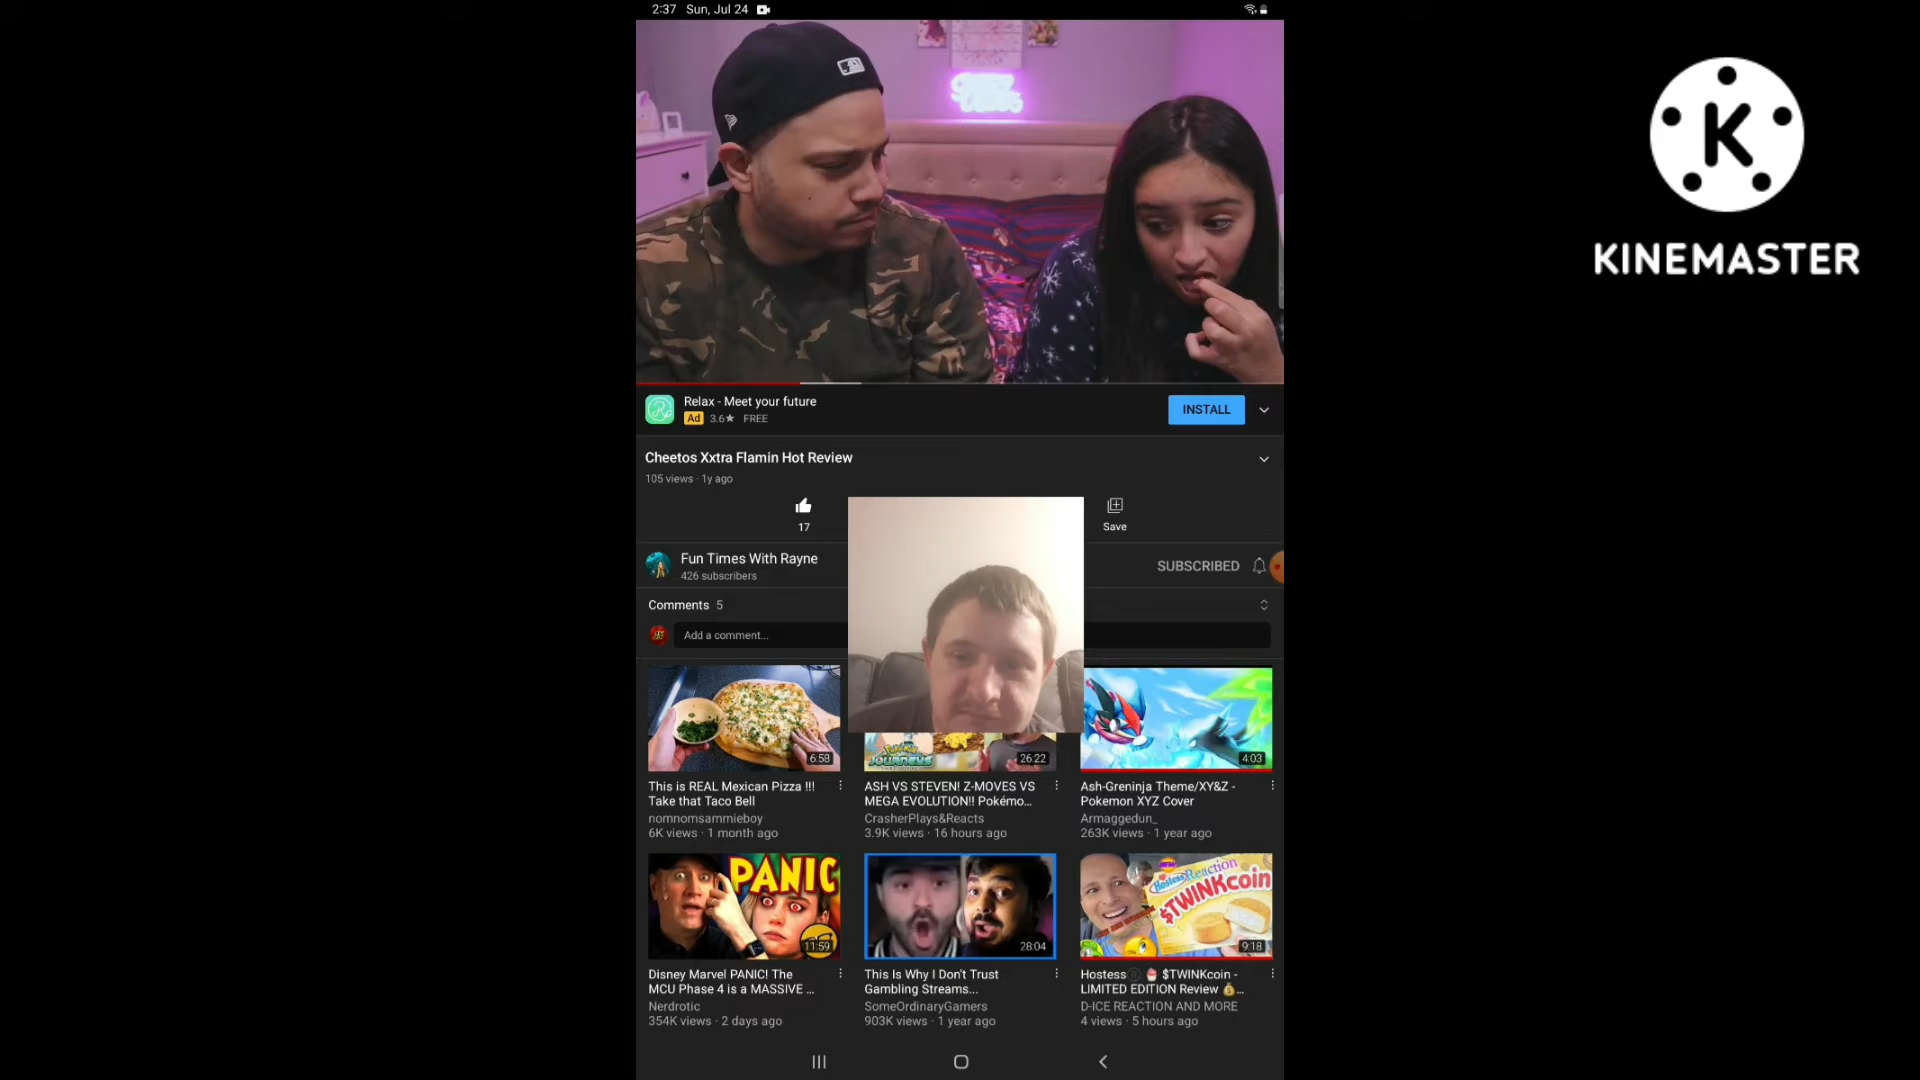 2:37 Sun, Jul 24
KINEMASTER
Relax - Meet your future
Ad 3.6★ FREE
INSTALL
Cheetos Xxtra Flamin Hot Review
105 views · 1y ago
17
Save
Fun Times With Rayne
426 subscribers
SUBSCRIBED
Comments 5
Add a comment...
6:58
JOURNEYS
26:22
4:03
This is REAL Mexican Pizza !!!
Take that Taco Bell
nomnomsammieboy
6K views · 1 month ago
ASH VS STEVEN! Z-MOVES VS
MEGA EVOLUTION!! Pokémo...
CrasherPlays&Reacts
3.9K views · 16 hours ago
Ash-Greninja Theme/XY&Z -
Pokemon XYZ Cover
Armaggedun_
263K views · 1 year ago
PANIC
11:59
28:04
Hostess Reaction
$TWINKcoin
9:18
Disney Marvel PANIC! The
MCU Phase 4 is a MASSIVE ...
Nerdrotic
354K views · 2 days ago
This Is Why I Don't Trust
Gambling Streams...
SomeOrdinaryGamers
903K views · 1 year ago
Hostess® 🧁 $TWINKcoin -
LIMITED EDITION Review 💰...
D-ICE REACTION AND MORE
4 views · 5 hours ago